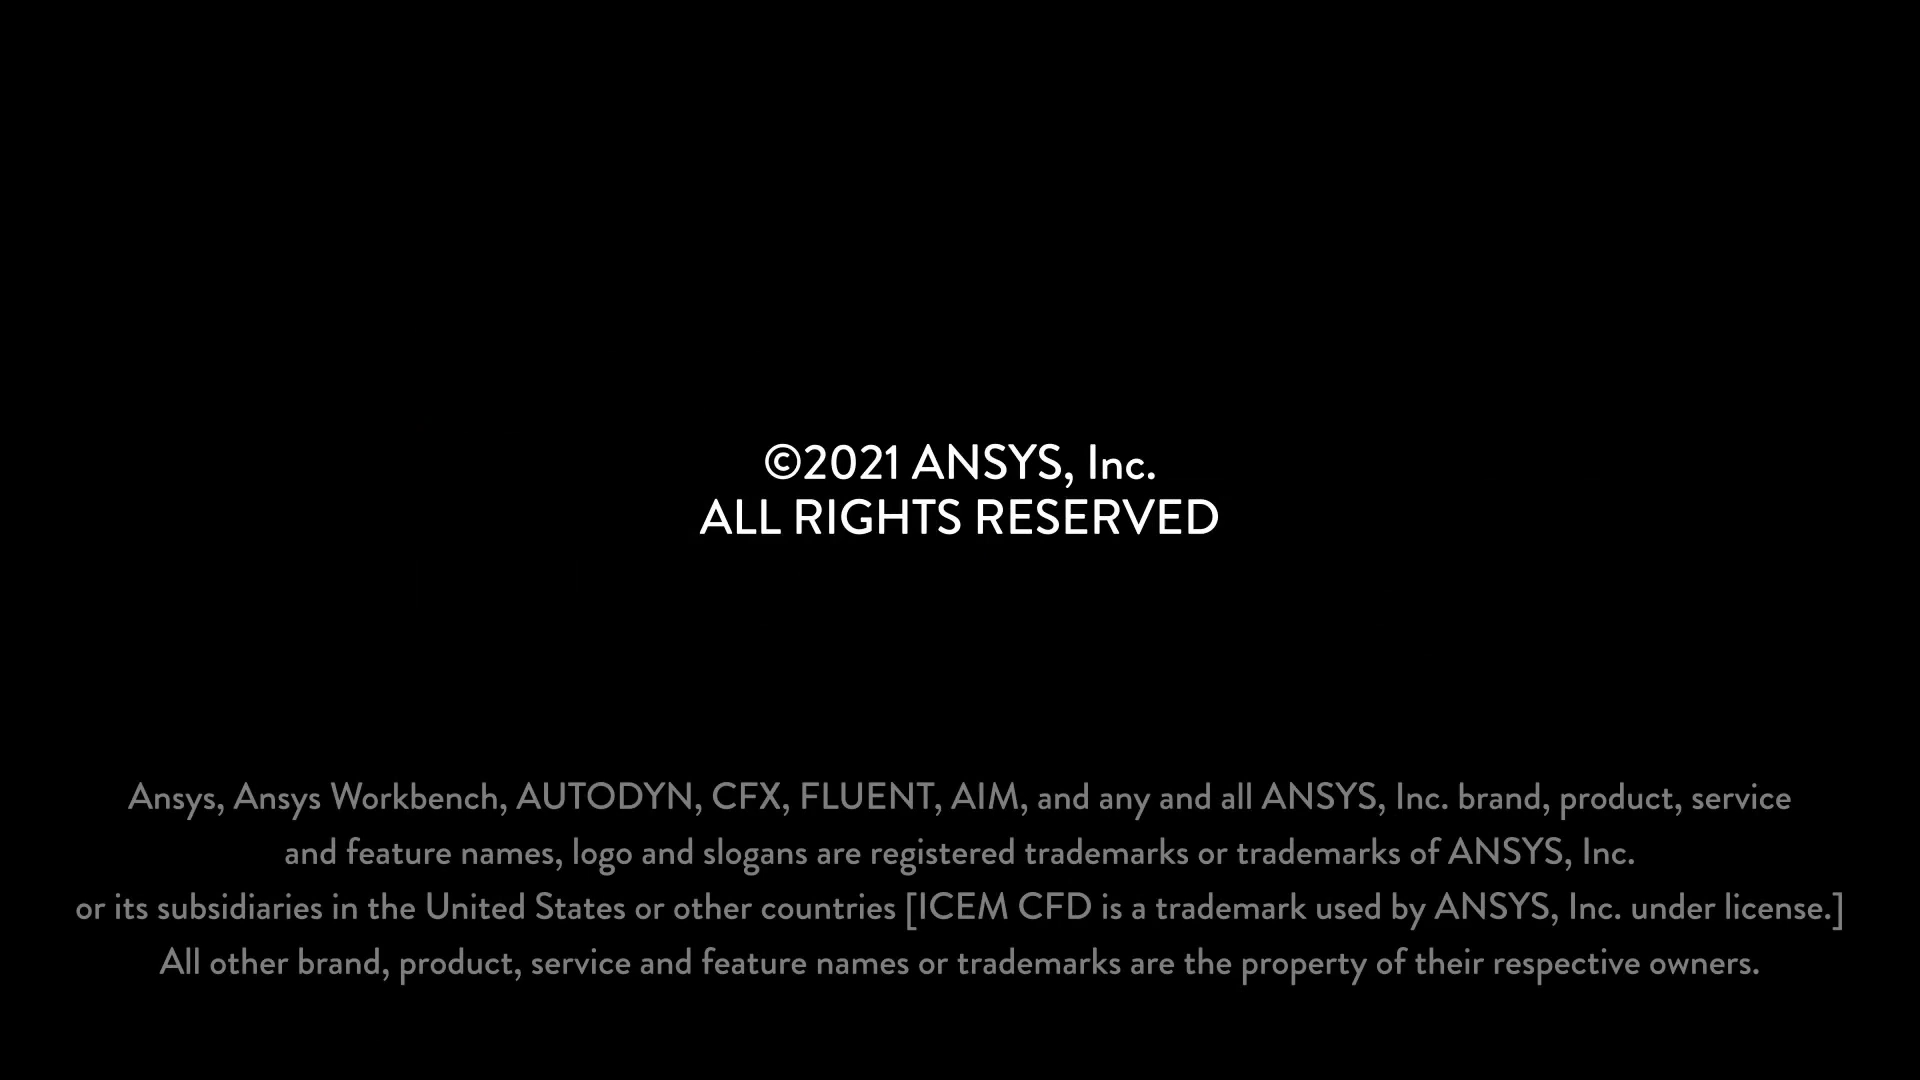 ©2021 ANSYS, Inc.
ALL RIGHTS RESERVED
Ansys, Ansys Workbench, AUTODYN, CFX, FLUENT, AIM, and any and all ANSYS, Inc. brand, product, service
and feature names, logo and slogans are registered trademarks or trademarks of ANSYS, Inc.
or its subsidiaries in the United States or other countries [ICEM CFD is a trademark used by ANSYS, Inc. under license.]
All other brand, product, service and feature names or trademarks are the property of their respective owners.